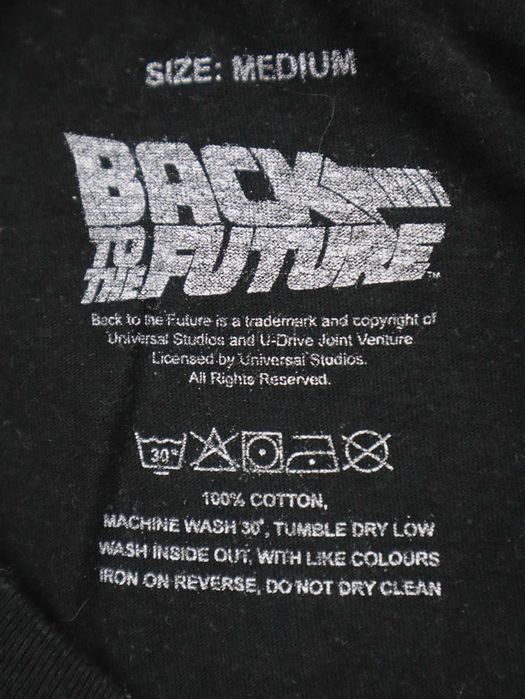 SIZE: MEDIUM
BACK
TO
THE FUTURE™
Back to the Future is a trademark and copyright of
Universal Studios and U-Drive Joint Venture
Licensed by Universal Studios.
All Rights Reserved.
30°
100% COTTON,
MACHINE WASH 30°, TUMBLE DRY LOW
WASH INSIDE OUT, WITH LIKE COLOURS
IRON ON REVERSE, DO NOT DRY CLEAN